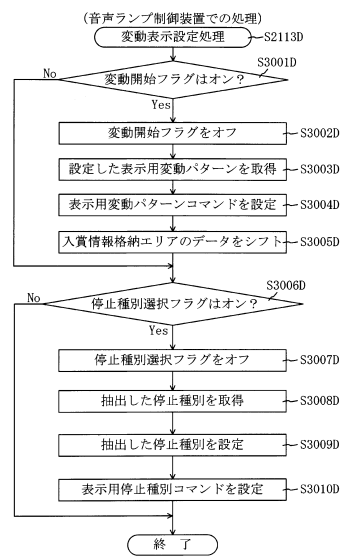 (音声ランプ制御装置での処理)
変動表示設定処理 S2113D
S3001D
No 変動開始フラグはオン?
Yes
変動開始フラグをオフ S3002D
設定した表示用変動パターンを取得 S3003D
表示用変動パターンコマンドを設定 S3004D
入賞情報格納エリアのデータをシフト S3005D
S3006D
No 停止種別選択フラグはオン?
Yes
停止種別選択フラグをオフ S3007D
抽出した停止種別を取得 S3008D
抽出した停止種別を設定 S3009D
表示用停止種別コマンドを設定 S3010D
終 了